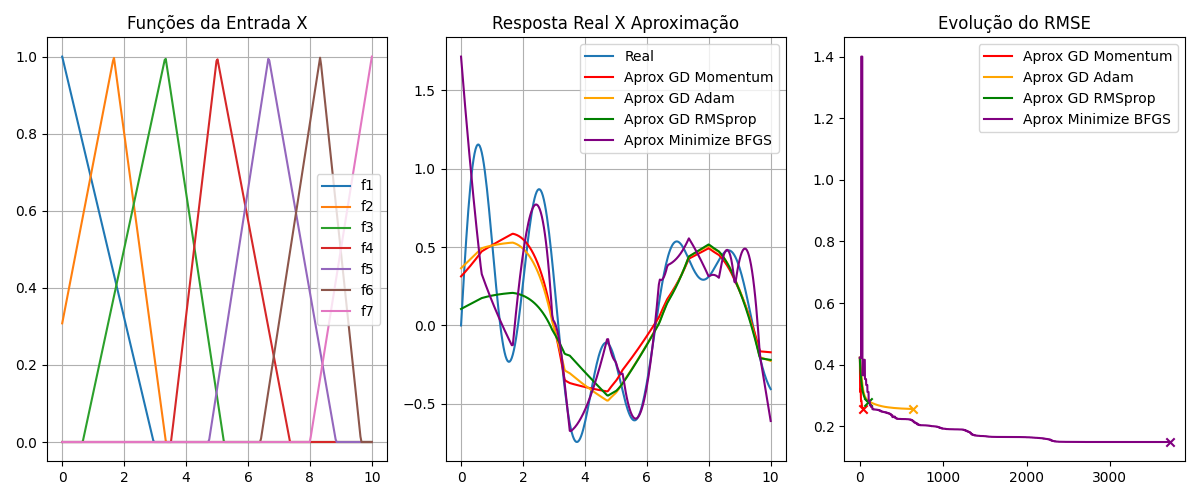 Funções da Entrada X
1.0
0.8
0.6
0.4
0.2
0.0
0 2 4 6 8 10
f1
f2
f3
f4
f5
f6
f7
Resposta Real X Aproximação
1.5
1.0
0.5
0.0
−0.5
0 2 4 6 8 10
Real
Aprox GD Momentum
Aprox GD Adam
Aprox GD RMSprop
Aprox Minimize BFGS
Evolução do RMSE
1.4
1.2
1.0
0.8
0.6
0.4
0.2
0 1000 2000 3000
Aprox GD Momentum
Aprox GD Adam
Aprox GD RMSprop
Aprox Minimize BFGS